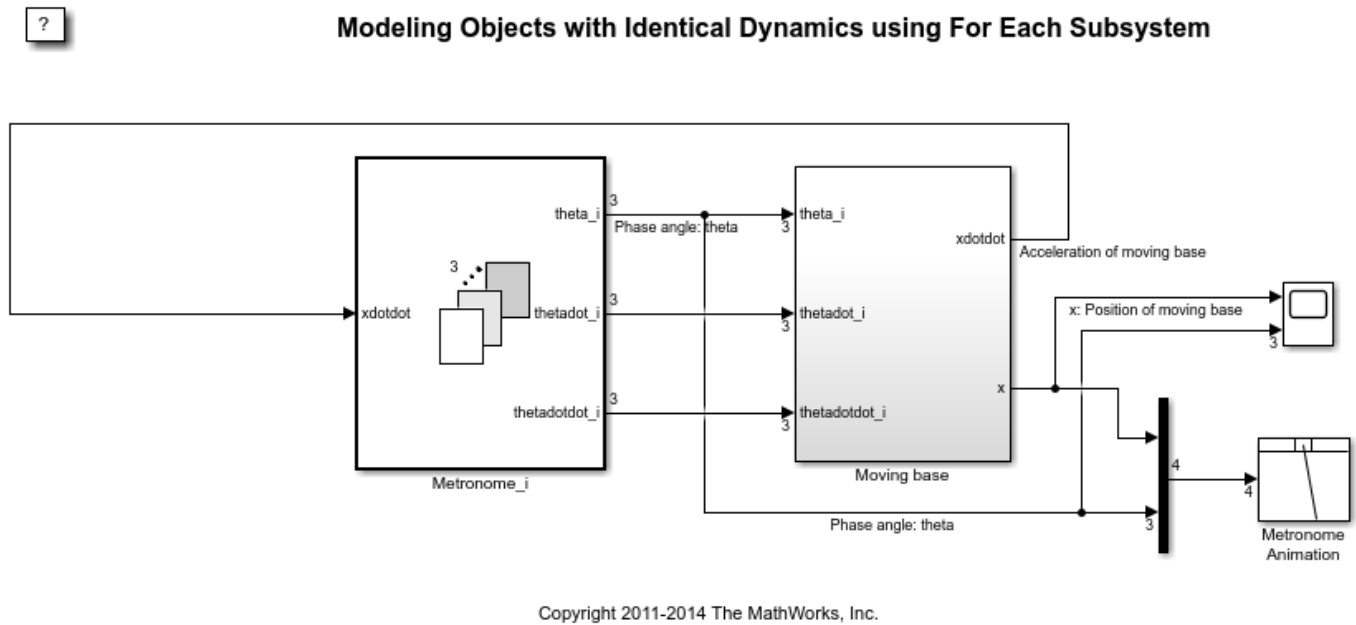 ?
Modeling Objects with Identical Dynamics using For Each Subsystem
theta_i
3
Phase angle: theta
3
theta_i
xdotdot
Acceleration of moving base
3
xdotdot
thetadot_i
3
3
thetadot_i
x: Position of moving base
3
x
thetadotdot_i
3
3
thetadotdot_i
Metronome_i
Moving base
4
4
3
Phase angle: theta
Metronome
Animation
Copyright 2011-2014 The MathWorks, Inc.